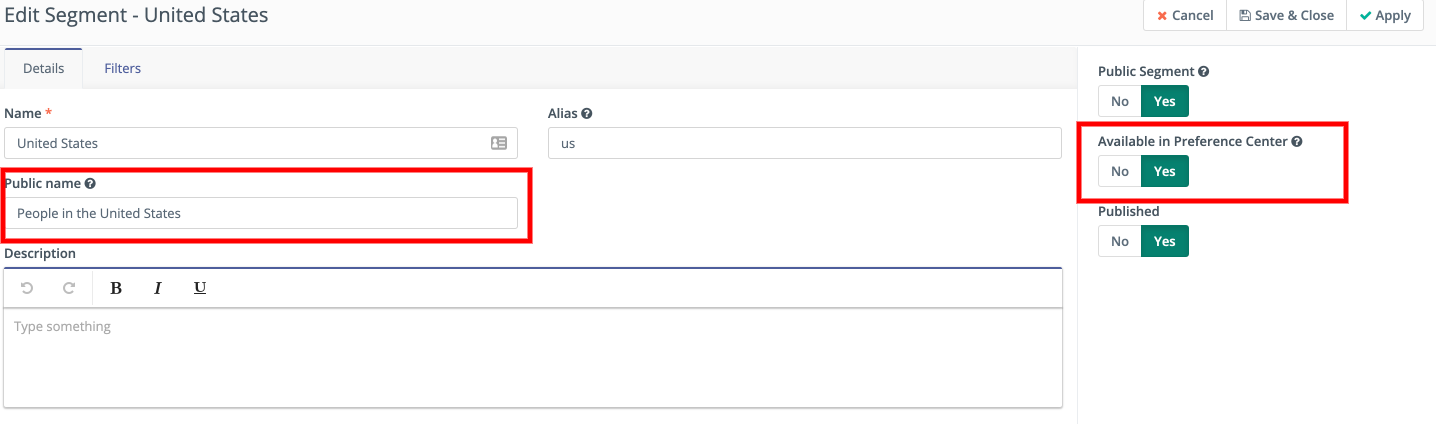 Edit Segment - United States
Cancel
Save & Close
Apply
Details
Filters
Name *
United States
Alias
us
Public name
People in the United States
Description
B I U
Type something
Public Segment
No Yes
Available in Preference Center
No Yes
Published
No Yes